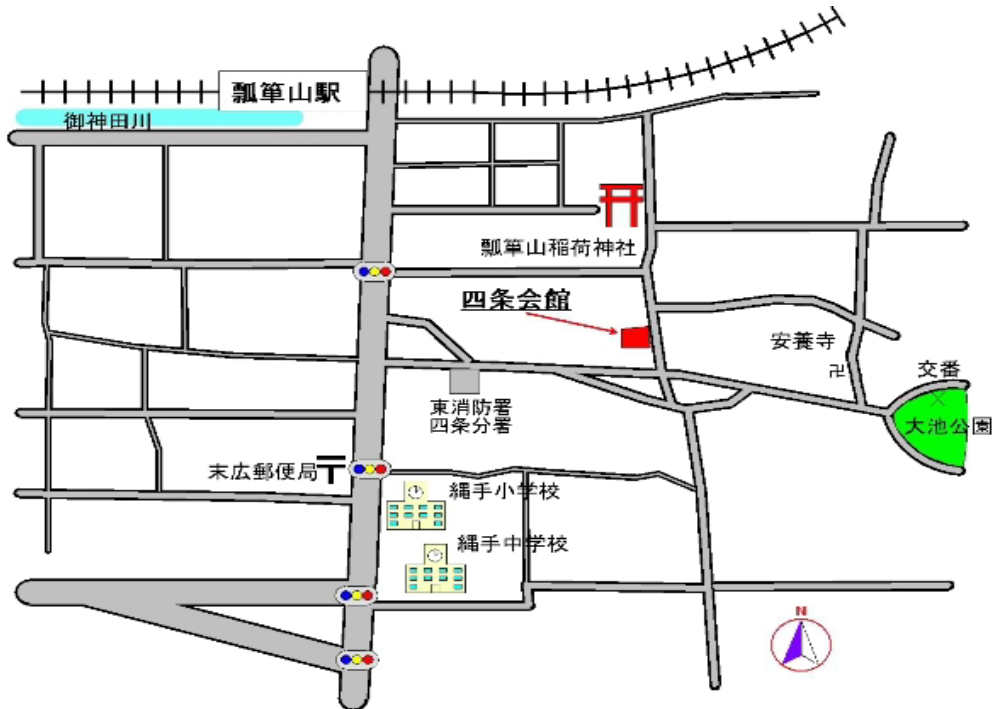 瓢箪山駅
御神田川
瓢箪山稲荷神社
四条会館
安養寺
卍
交番
大池公園
東消防署
四条分署
末広郵便局〒
縄手小学校
縄手中学校
N